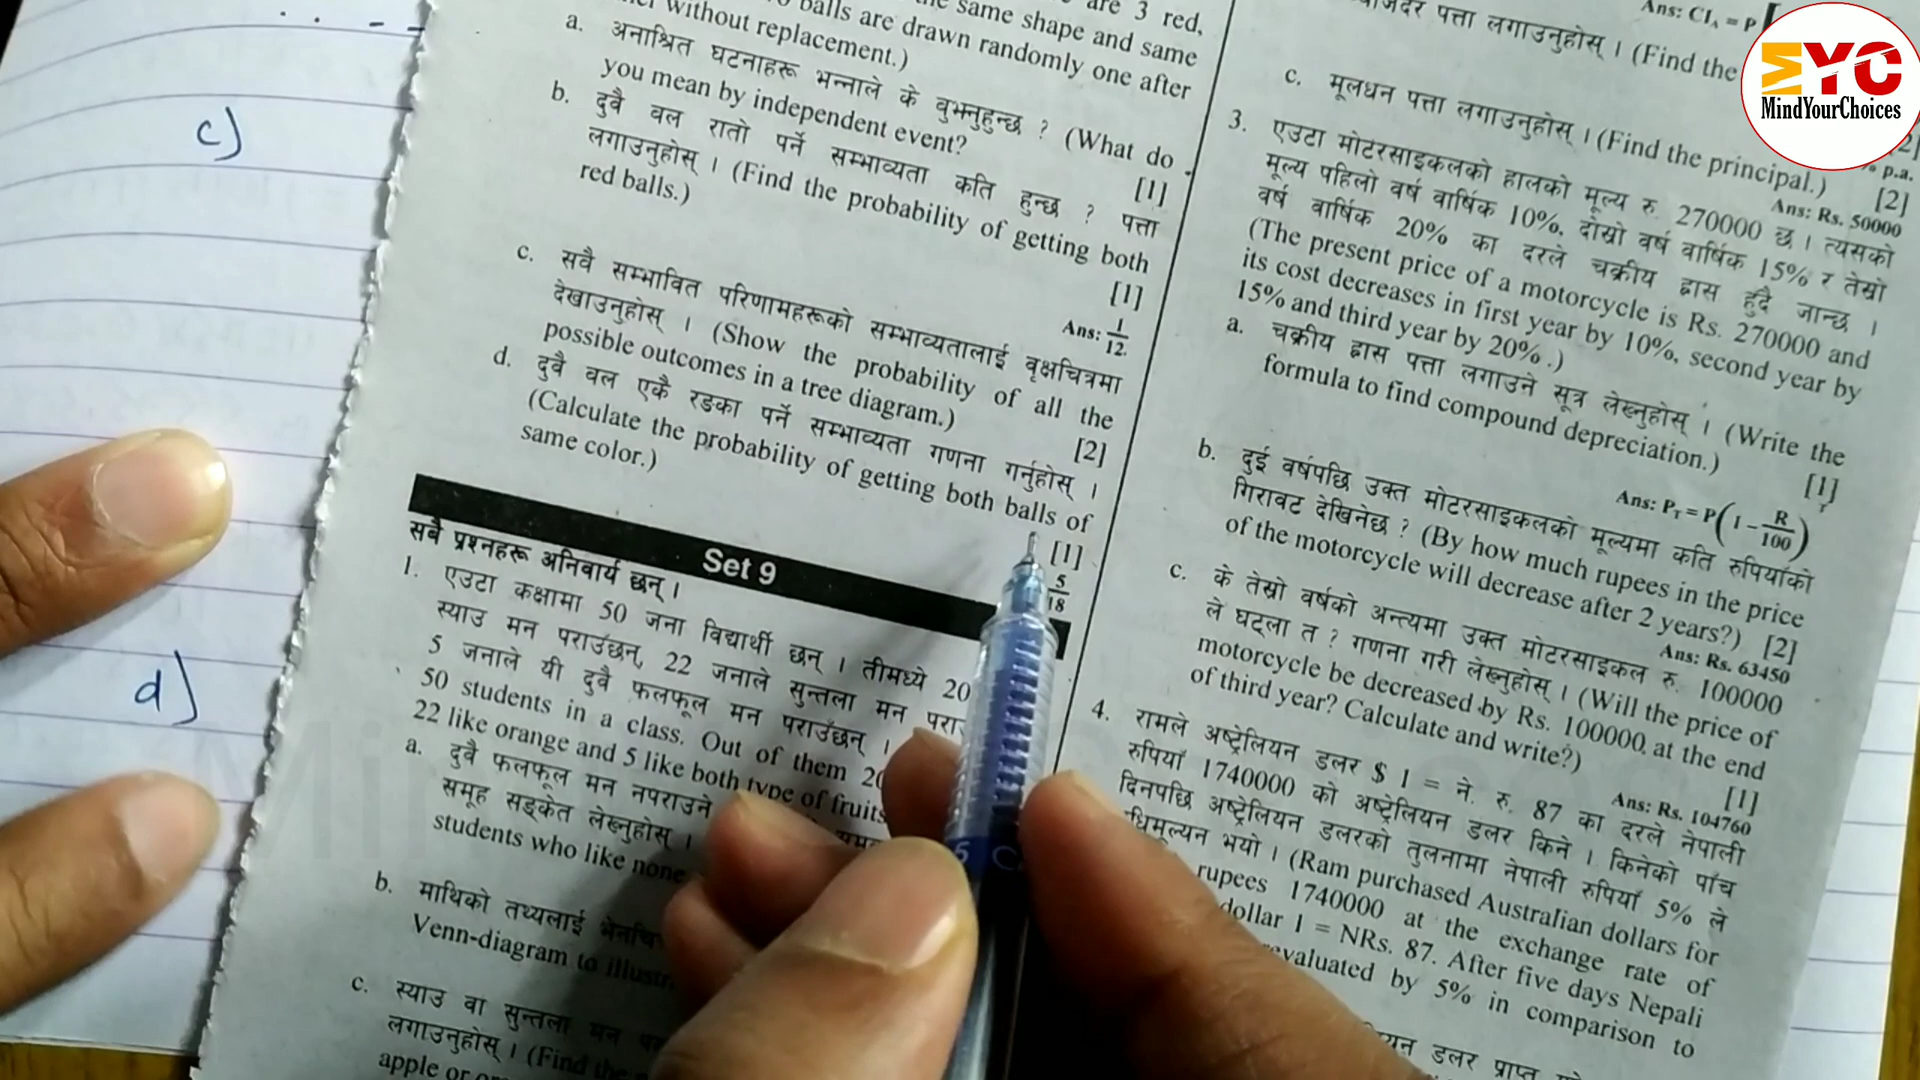 c)
d)
are 3 red,
the same shape and same
balls are drawn randomly one after
without replacement.)
a. अनाश्रित घटनाहरू भन्नाले के वुझ्नुहुन्छ ? (What do
you mean by independent event?
[1]
b. दुवै वल रातो पर्ने सम्भाव्यता कति हुन्छ ? पत्ता
लगाउनुहोस् । (Find the probability of getting both
red balls.)
[1]
Ans: 1/12.
c. सवै सम्भावित परिणामहरूको सम्भाव्यतालाई वृक्षचित्रमा
देखाउनुहोस् । (Show the probability of all the
possible outcomes in a tree diagram.)
[2]
d. दुवै वल एकै रङका पर्ने सम्भाव्यता गणना गर्नुहोस् ।
(Calculate the probability of getting both balls of
same color.)
[1]
5/18
Set 9
सबै प्रश्नहरू अनिवार्य छन् ।
1. एउटा कक्षामा 50 जना विद्यार्थी छन् । तीमध्ये 20
स्याउ मन पराउँछन्, 22 जनाले सुन्तला मन
5 जनाले यी दुवै फलफूल मन पराउँछन् ।
50 students in a class. Out of them
22 like orange and 5 like both type of fruits
a. दुवै फलफूल मन नपराउने
समूह सङ्केत लेख्नुहोस् ।
students who like none
b. माथिको तथ्यलाई
Venn-diagram to
c. स्याउ वा सुन्तला मन
लगाउनुहोस् । (Find the
apple or
Ans: CI
पत्ता लगाउनुहोस् । (Find the
p.a.
c. मूलधन पत्ता लगाउनुहोस् । (Find the principal.)
[2]
Ans: Rs. 50000
3. एउटा मोटरसाइकलको हालको मूल्य रु. 270000 छ । त्यसको
मूल्य पहिलो वर्ष वार्षिक 10%, दोस्रो वर्ष वार्षिक 15% र तेस्रो
वर्ष वार्षिक 20% का दरले चक्रीय ह्रास हुँदै जान्छ ।
(The present price of a motorcycle is Rs. 270000 and
its cost decreases in first year by 10%, second year by
15% and third year by 20%.)
a. चक्रीय ह्रास पत्ता लगाउने सूत्र लेख्नुहोस् । (Write the
formula to find compound depreciation.)
[1]
Ans: P_T = P(1 - R/100)^T
b. दुई वर्षपछि उक्त मोटरसाइकलको मूल्यमा कति रुपियाँको
गिरावट देखिनेछ ? (By how much rupees in the price
of the motorcycle will decrease after 2 years?) [2]
Ans: Rs. 63450
c. के तेस्रो वर्षको अन्त्यमा उक्त मोटरसाइकल रु. 100000
ले घट्ला त ? गणना गरी लेख्नुहोस् । (Will the price of
motorcycle be decreased by Rs. 100000 at the end
of third year? Calculate and write?)
[1]
Ans: Rs. 104760
4. रामले अष्ट्रेलियन डलर $ 1 = ने. रु. 87 का दरले नेपाली
रुपियाँ 1740000 को अष्ट्रेलियन डलर किने । किनेको पाँच
दिनपछि अष्ट्रेलियन डलरको तुलनामा नेपाली रुपियाँ 5% ले
धिमूल्यन भयो । (Ram purchased Australian dollars for
rupees 1740000 at the exchange rate of
dollar 1 = NRs. 87. After five days Nepali
evaluated by 5% in comparison to
डलर प्राप्त
MYC
MindYourChoices